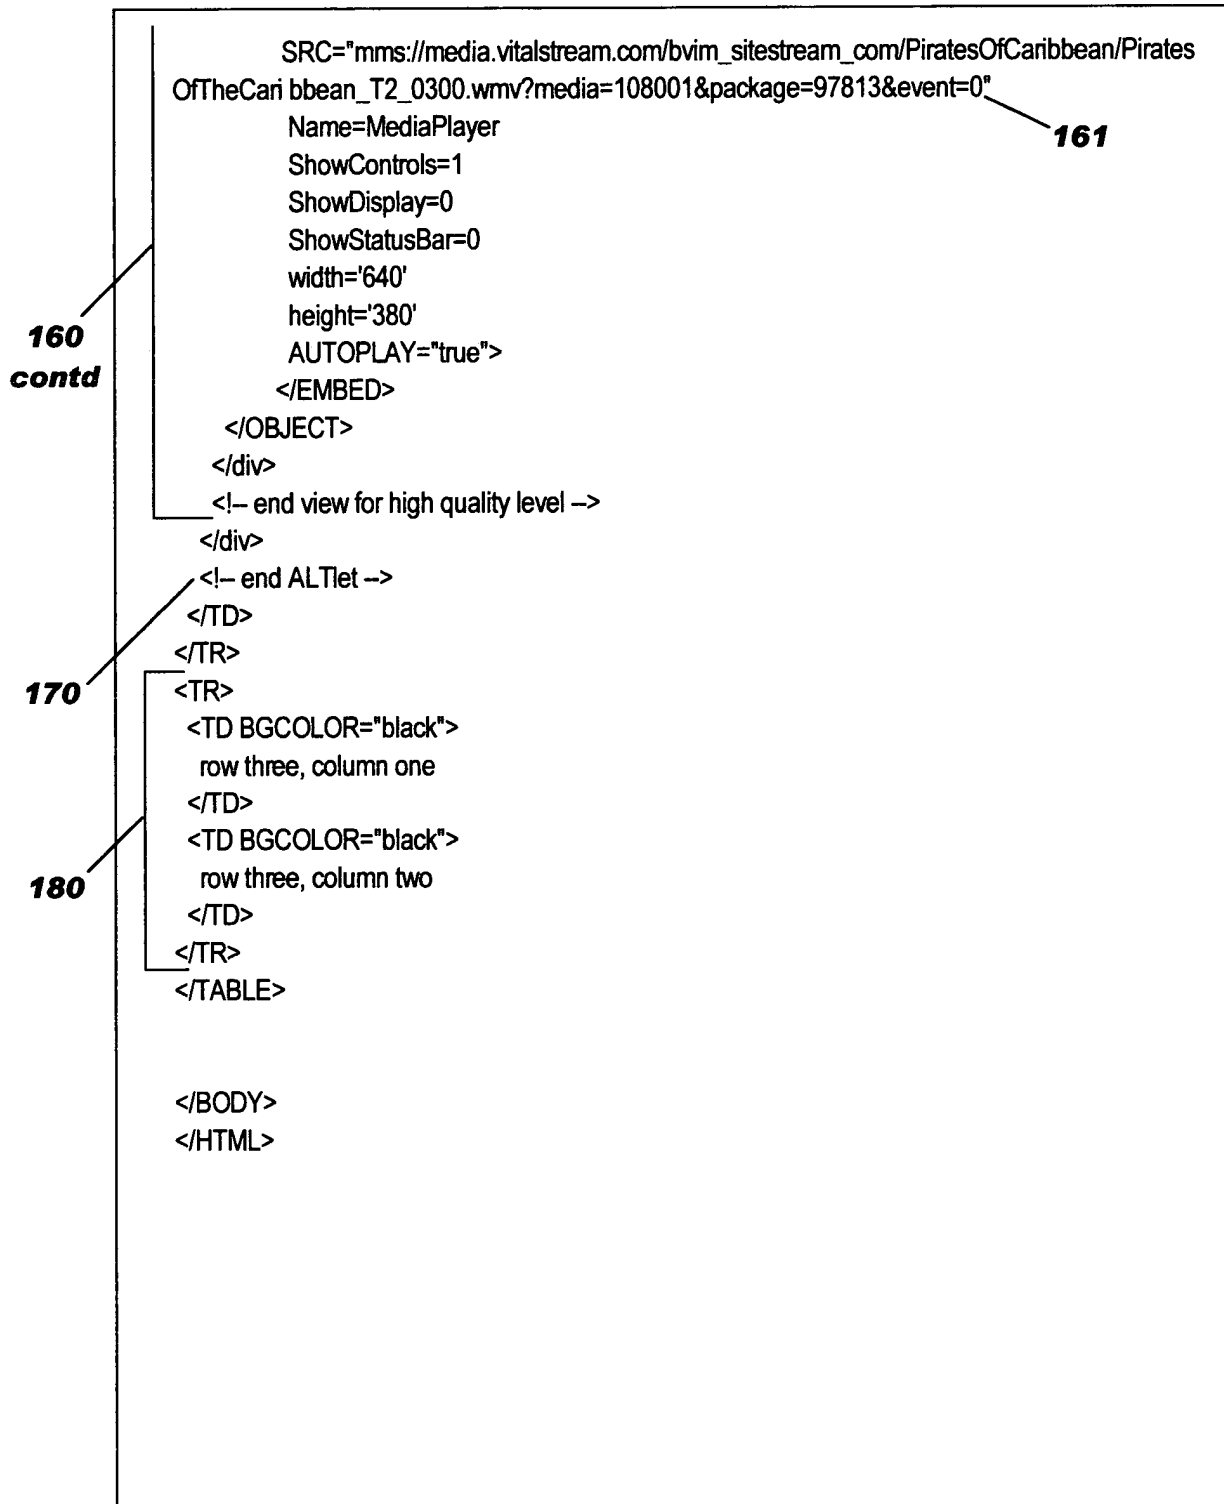 SRC="mms://media.vitalstream.com/bvim_sitestream_com/PiratesOfCaribbean/Pirates
OfTheCari bbean_T2_0300.wmv?media=108001&package=97813&event=0"
161
Name=MediaPlayer
ShowControls=1
ShowDisplay=0
ShowStatusBar=0
width='640'
height='380'
160
contd
AUTOPLAY="true">
</EMBED>
</OBJECT>
</div>
<!-- end view for high quality level -->
</div>
<!-- end ALTlet -->
</TD>
</TR>
170
<TR>
<TD BGCOLOR="black">
row three, column one
</TD>
<TD BGCOLOR="black">
row three, column two
180
</TD>
</TR>
</TABLE>
</BODY>
</HTML>